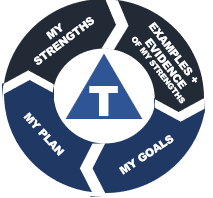 MY
STRENGTHS
EXAMPLES +
EVIDENCE
OF MY STRENGTHS
MY GOALS
MY PLAN
T